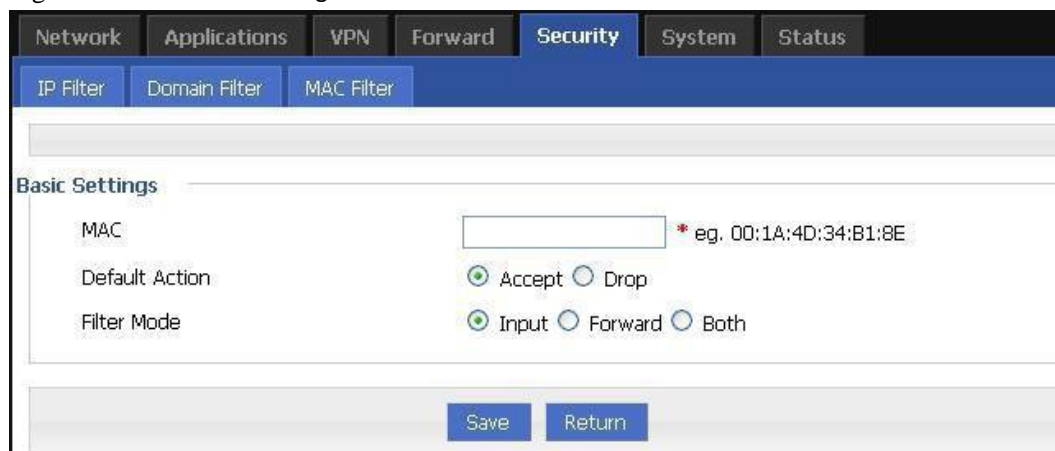 Network Applications VPN Forward Security System Status
IP Filter Domain Filter MAC Filter
Basic Settings
MAC * eg. 00:1A:4D:34:B1:8E
Default Action Accept Drop
Filter Mode Input Forward Both
Save Return